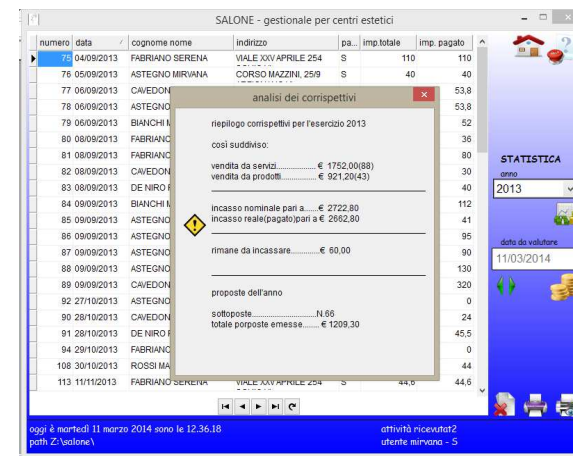 SALONE - gestionale per centri estetici
numero data cognome nome indirizzo pa... imp.totale imp. pagato
75 04/09/2013 FABRIANO SERENA VIALE XXV APRILE 254 S 110 110
76 05/09/2013 ASTEGNO MIRVANA CORSO MAZZINI, 25/9 S 40 40
77 06/09/2013 CAVEDON 53,8
78 06/09/2013 ASTEGNO 53,8
79 06/09/2013 BIANCHI M 52
80 08/09/2013 FABRIANO 36
81 08/09/2013 FABRIANO 80
82 08/09/2013 CAVEDON 30
83 08/09/2013 DE NIRO F 40
84 09/09/2013 BIANCHI M 112
85 09/09/2013 ASTEGNO 41
86 09/09/2013 ASTEGNO 95
87 09/09/2013 ASTEGNO 90
88 09/09/2013 ASTEGNO 130
89 09/09/2013 CAVEDON 320
92 27/10/2013 ASTEGNO 0
90 28/10/2013 CAVEDON 24
91 28/10/2013 DE NIRO F 45,5
94 29/10/2013 FABRIANO 0
108 30/10/2013 ROSSI MA 44
113 11/11/2013 FABRIANO SERENA VIALE XXV APRILE 254 S 44,6 44,6
analisi dei corrispettivi
riepilogo corrispettivi per l'esercizio 2013
così suddiviso:
vendita da servizi.................. € 1752,00(88)
vendita da prodotti................ € 921,20(43)
incasso nominale pari a......€ 2722,80
incasso reale(pagato)pari a € 2662,80
rimane da incassare.............€ 60,00
proposte dell'anno
sottoposte............................N.66
totale porposte emesse....... € 1209,30
STATISTICA
anno
2013
data da valutare
11/03/2014
oggi è martedì 11 marzo 2014 sono le 12.36.18
attività ricevutat2
path Z:\salone\
utente mirvana - S